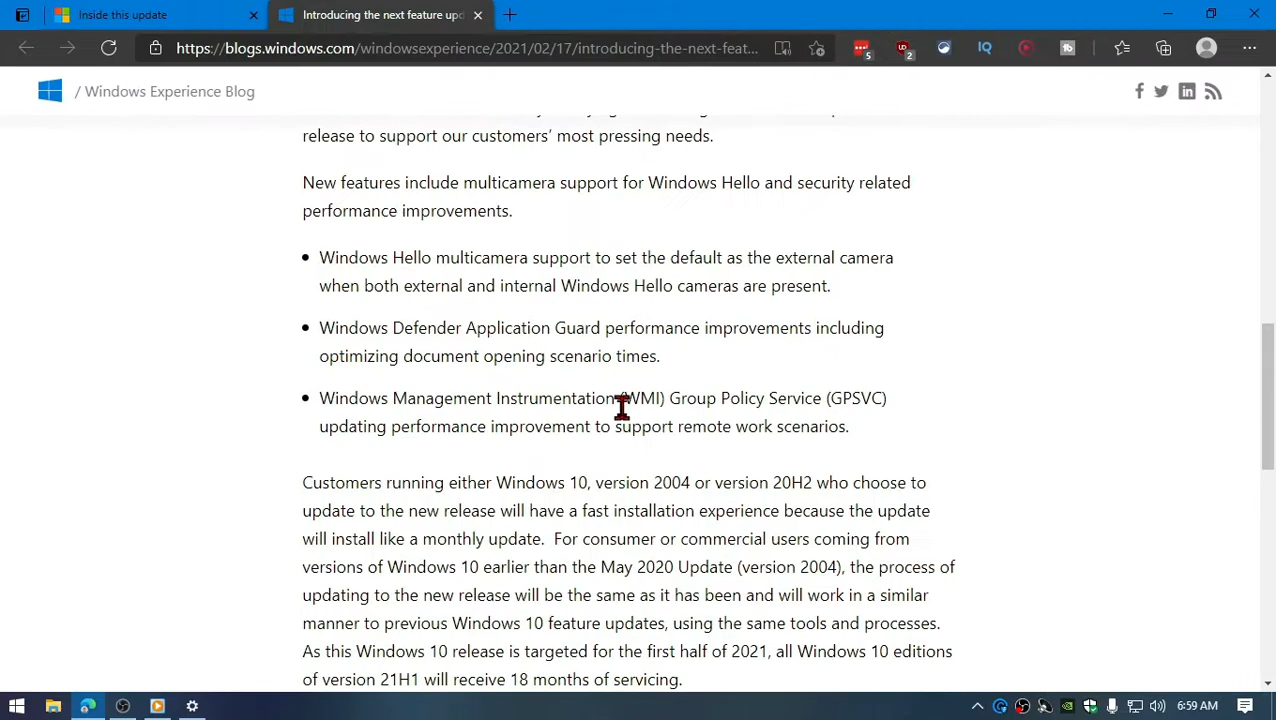 Inside this update
Introducing the next feature upd
https://blogs.windows.com/windowsexperience/2021/02/17/introducing-the-next-feat...
/ Windows Experience Blog
release to support our customers’ most pressing needs.
New features include multicamera support for Windows Hello and security related
performance improvements.
Windows Hello multicamera support to set the default as the external camera
when both external and internal Windows Hello cameras are present.
Windows Defender Application Guard performance improvements including
optimizing document opening scenario times.
Windows Management Instrumentation (WMI) Group Policy Service (GPSVC)
updating performance improvement to support remote work scenarios.
Customers running either Windows 10, version 2004 or version 20H2 who choose to
update to the new release will have a fast installation experience because the update
will install like a monthly update.  For consumer or commercial users coming from
versions of Windows 10 earlier than the May 2020 Update (version 2004), the process of
updating to the new release will be the same as it has been and will work in a similar
manner to previous Windows 10 feature updates, using the same tools and processes.
As this Windows 10 release is targeted for the first half of 2021, all Windows 10 editions
of version 21H1 will receive 18 months of servicing.
6:59 AM